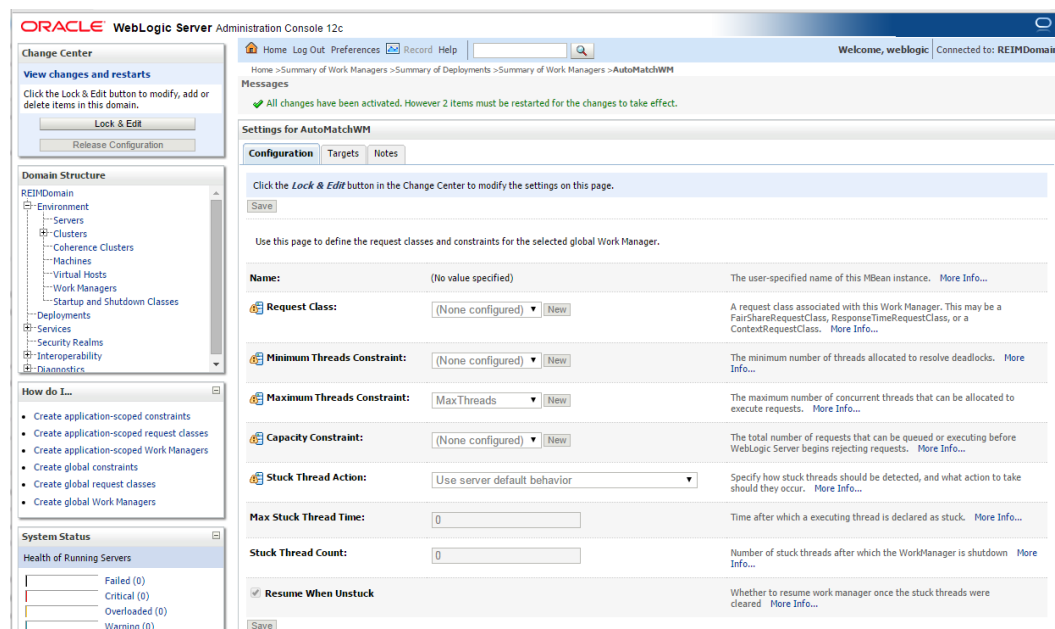 ORACLE WebLogic Server Administration Console 12c
Change Center
View changes and restarts
Click the Lock & Edit button to modify, add or
delete items in this domain.
Lock & Edit
Release Configuration
Domain Structure
REIMDomain
Environment
Servers
Clusters
Coherence Clusters
Machines
Virtual Hosts
Work Managers
Startup and Shutdown Classes
Deployments
Services
Security Realms
Interoperability
Diagnostics
How do I...
Create application-scoped constraints
Create application-scoped request classes
Create application-scoped Work Managers
Create global constraints
Create global request classes
Create global Work Managers
System Status
Health of Running Servers
Failed (0)
Critical (0)
Overloaded (0)
Warning (0)
Home Log Out Preferences Record Help
Welcome, weblogic Connected to: REIMDomain
Home >Summary of Work Managers >Summary of Deployments >Summary of Work Managers >AutoMatchWM
Messages
All changes have been activated. However 2 items must be restarted for the changes to take effect.
Settings for AutoMatchWM
Configuration Targets Notes
Click the Lock & Edit button in the Change Center to modify the settings on this page.
Save
Use this page to define the request classes and constraints for the selected global Work Manager.
Name: (No value specified) The user-specified name of this MBean instance. More Info...
Request Class: (None configured) New A request class associated with this Work Manager. This may be a
FairShareRequestClass, ResponseTimeRequestClass, or a
ContextRequestClass. More Info...
Minimum Threads Constraint: (None configured) New The minimum number of threads allocated to resolve deadlocks. More
Info...
Maximum Threads Constraint: MaxThreads New The maximum number of concurrent threads that can be allocated to
execute requests. More Info...
Capacity Constraint: (None configured) New The total number of requests that can be queued or executing before
WebLogic Server begins rejecting requests. More Info...
Stuck Thread Action: Use server default behavior Specify how stuck threads should be detected, and what action to take
should they occur. More Info...
Max Stuck Thread Time: 0 Time after which a executing thread is declared as stuck. More Info...
Stuck Thread Count: 0 Number of stuck threads after which the WorkManager is shutdown More
Info...
Resume When Unstuck Whether to resume work manager once the stuck threads were
cleared More Info...
Save